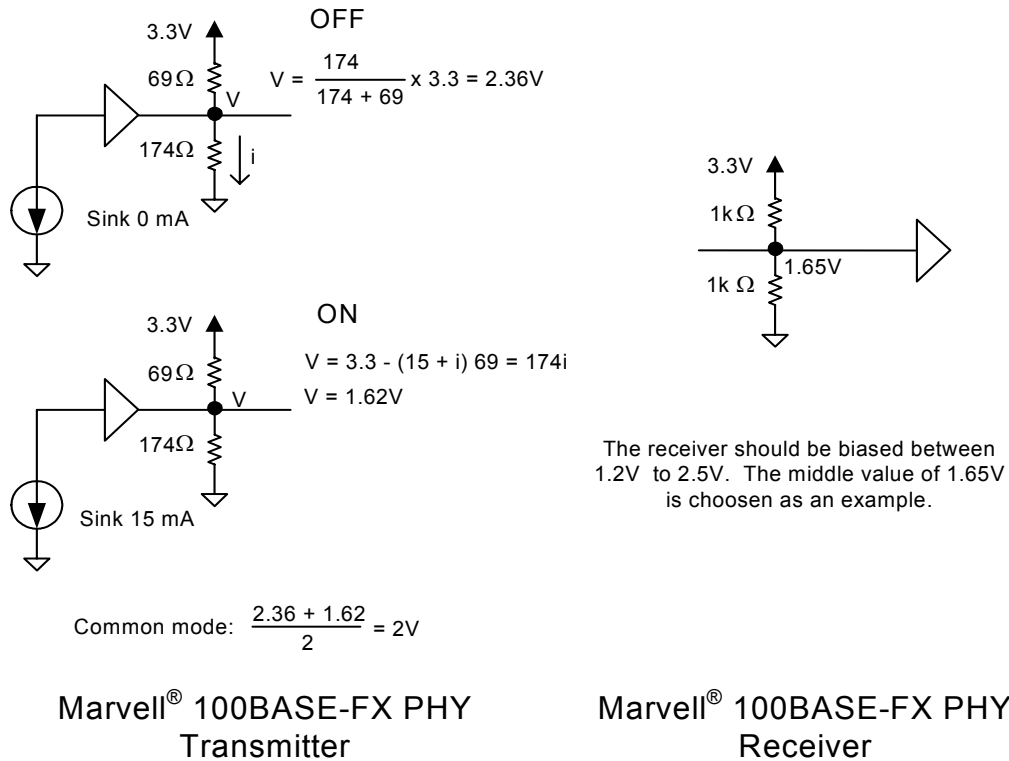 OFF
3.3V
69Ω
V = 174 / 174 + 69 x 3.3 = 2.36V
V
174Ω
i
Sink 0 mA
ON
3.3V
V = 3.3 - (15 + i) 69 = 174i
69Ω
V
V = 1.62V
174Ω
Sink 15 mA
Common mode: 2.36 + 1.62 / 2 = 2V
Marvell® 100BASE-FX PHY
Transmitter
3.3V
1k Ω
1.65V
1k Ω
The receiver should be biased between
1.2V to 2.5V. The middle value of 1.65V
is choosen as an example.
Marvell® 100BASE-FX PHY
Receiver